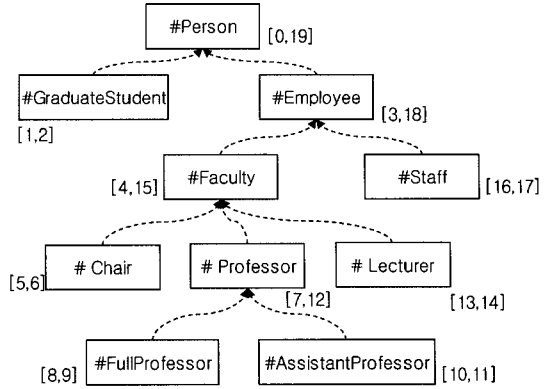 #Person
[0,19]
#GraduateStudent
#Employee
[1,2]
[3,18]
#Faculty
#Staff
[4,15]
[16,17]
# Chair
# Professor
# Lecturer
[5,6]
[7,12]
[13,14]
#FullProfessor
#AssistantProfessor
[8,9]
[10,11]